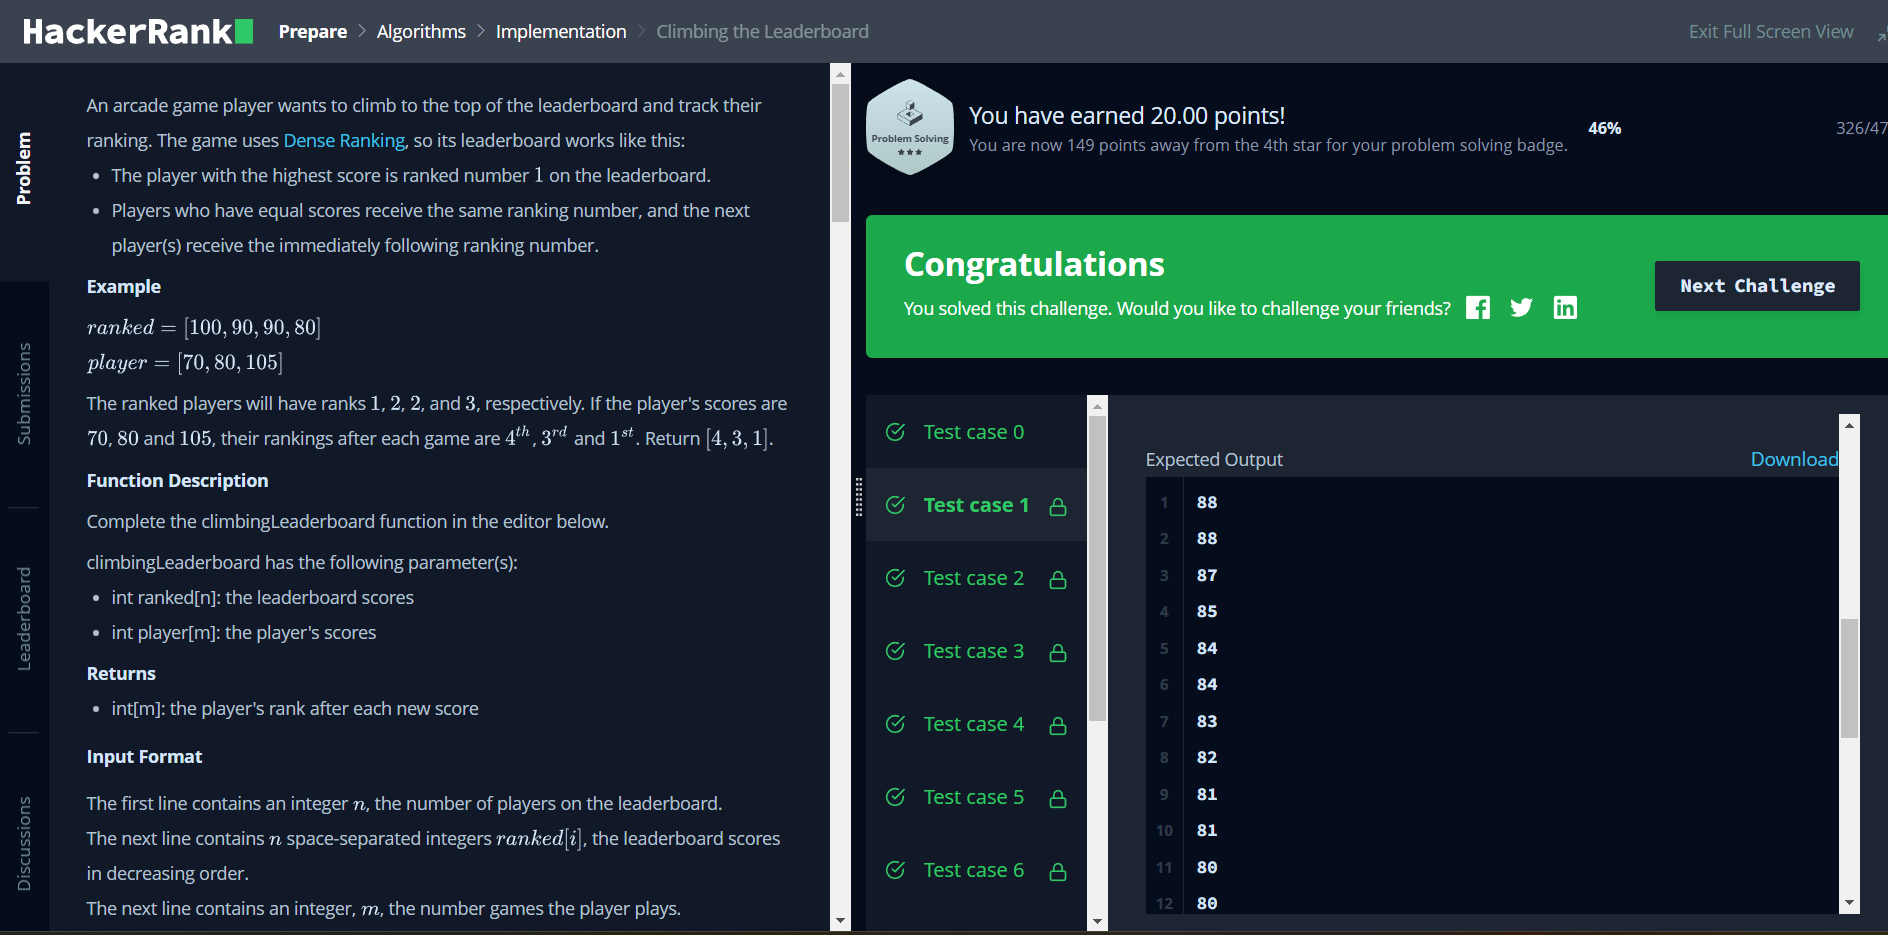 HackerRank
Prepare > Algorithms > Implementation > Climbing the Leaderboard
Exit Full Screen View
Problem
Submissions
Leaderboard
Discussions
An arcade game player wants to climb to the top of the leaderboard and track their
ranking. The game uses Dense Ranking, so its leaderboard works like this:
• The player with the highest score is ranked number 1 on the leaderboard.
• Players who have equal scores receive the same ranking number, and the next
player(s) receive the immediately following ranking number.
Example
ranked = [100, 90, 90, 80]
player = [70, 80, 105]
The ranked players will have ranks 1, 2, 2, and 3, respectively. If the player's scores are
70, 80 and 105, their rankings after each game are 4th, 3rd and 1st. Return [4, 3, 1].
Function Description
Complete the climbingLeaderboard function in the editor below.
climbingLeaderboard has the following parameter(s):
• int ranked[n]: the leaderboard scores
• int player[m]: the player's scores
Returns
• int[m]: the player's rank after each new score
Input Format
The first line contains an integer n, the number of players on the leaderboard.
The next line contains n space-separated integers ranked[i], the leaderboard scores
in decreasing order.
The next line contains an integer, m, the number games the player plays.
Problem Solving
You have earned 20.00 points!
You are now 149 points away from the 4th star for your problem solving badge.
46%
326/47
Congratulations
You solved this challenge. Would you like to challenge your friends?
Next Challenge
Test case 0
Test case 1
Test case 2
Test case 3
Test case 4
Test case 5
Test case 6
Expected Output
Download
1 88
2 88
3 87
4 85
5 84
6 84
7 83
8 82
9 81
10 81
11 80
12 80